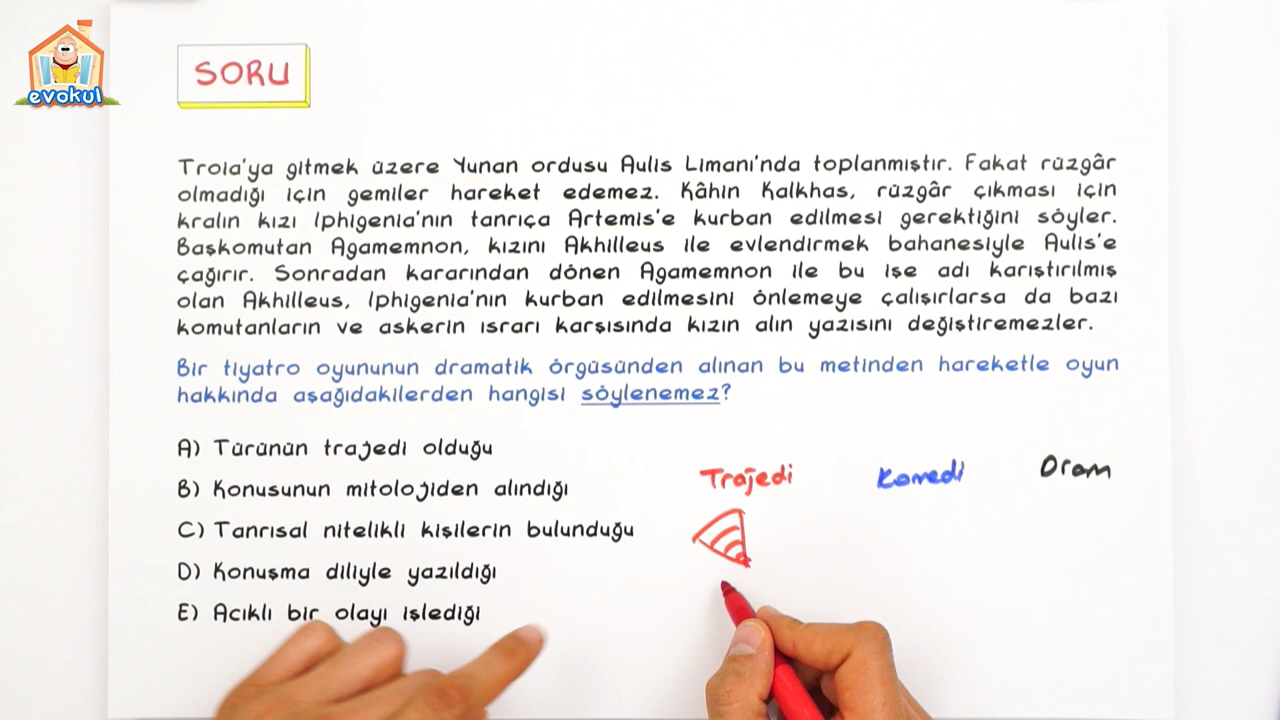 evokul
SORU
Troia'ya gitmek üzere Yunan ordusu Aulis Limanı'nda toplanmıştır. Fakat rüzgâr
olmadığı için gemiler hareket edemez. Kâhin Kalkhas, rüzgâr çıkması için
kralın kızı Iphigenia'nın tanrıça Artemis'e kurban edilmesi gerektiğini söyler.
Başkomutan Agamemnon, kızını Akhilleus ile evlendirmek bahanesiyle Aulis'e
çağırır. Sonradan kararından dönen Agamemnon ile bu işe adı karıştırılmış
olan Akhilleus, Iphigenia'nın kurban edilmesini önlemeye çalışırlarsa da bazı
komutanların ve askerin ısrarı karşısında kızın alın yazısını değiştiremezler.
Bir tiyatro oyununun dramatik örgüsünden alınan bu metinden hareketle oyun
hakkında aşağıdakilerden hangisi söylenemez?
A) Türünün trajedi olduğu
B) Konusunun mitolojiden alındığı
C) Tanrısal nitelikli kişilerin bulunduğu
D) Konuşma diliyle yazıldığı
E) Acıklı bir olayı işlediği
Trajedi Komedi Dram